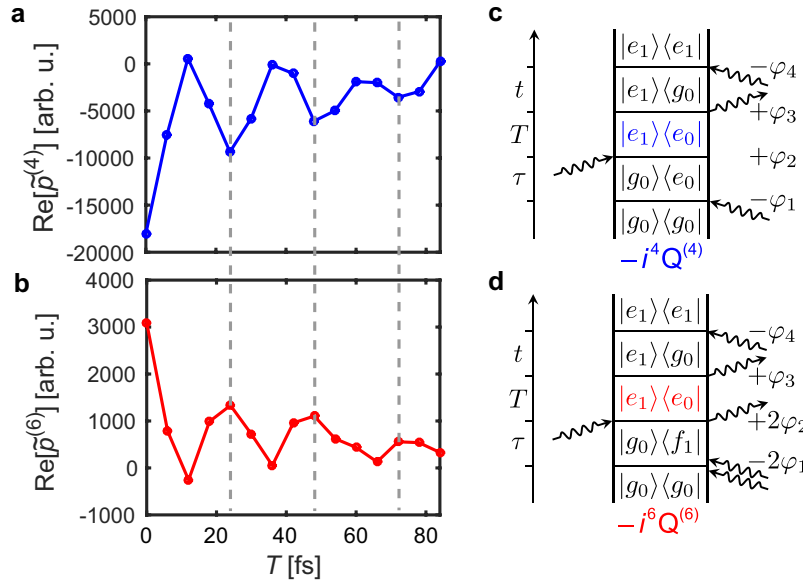 a
Re[p̃⁽⁴⁾] [arb. u.]
0
-5000
-10000
-15000
-20000
b
Re[p̃⁽⁶⁾] [arb. u.]
4000
3000
2000
1000
0
-1000
0 20 40 60 80
T [fs]
c
t
T
τ
|e₁⟩⟨e₁|
|e₁⟩⟨g₀|
|e₁⟩⟨e₀|
|g₀⟩⟨e₀|
|g₀⟩⟨g₀|
−φ₄
+φ₃
+φ₂
−φ₁
−i⁴Q⁽⁴⁾
d
t
T
τ
|e₁⟩⟨e₁|
|e₁⟩⟨g₀|
|e₁⟩⟨e₀|
|g₀⟩⟨f₁|
|g₀⟩⟨g₀|
−φ₄
+φ₃
+2φ₂
−2φ₁
−i⁶Q⁽⁶⁾